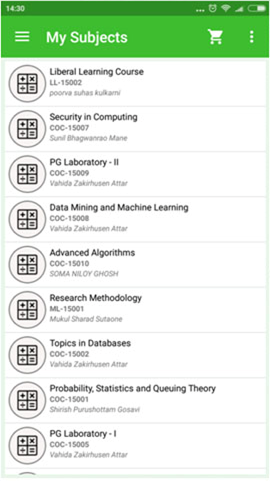 14:30
My Subjects
Liberal Learning Course
LL-15002
poorva suhas kulkarni
Security in Computing
COC-15007
Sunil Bhagwanrao Mane
PG Laboratory - II
COC-15009
Vahida Zakirhusen Attar
Data Mining and Machine Learning
COC-15008
Vahida Zakirhusen Attar
Advanced Algorithms
COC-15010
SOMA NILOY GHOSH
Research Methodology
ML-15001
Mukul Sharad Sutaone
Topics in Databases
COC-15002
Vahida Zakirhusen Attar
Probability, Statistics and Queuing Theory
COC-15001
Shirish Purushottam Gosavi
PG Laboratory - I
COC-15005
Vahida Zakirhusen Attar